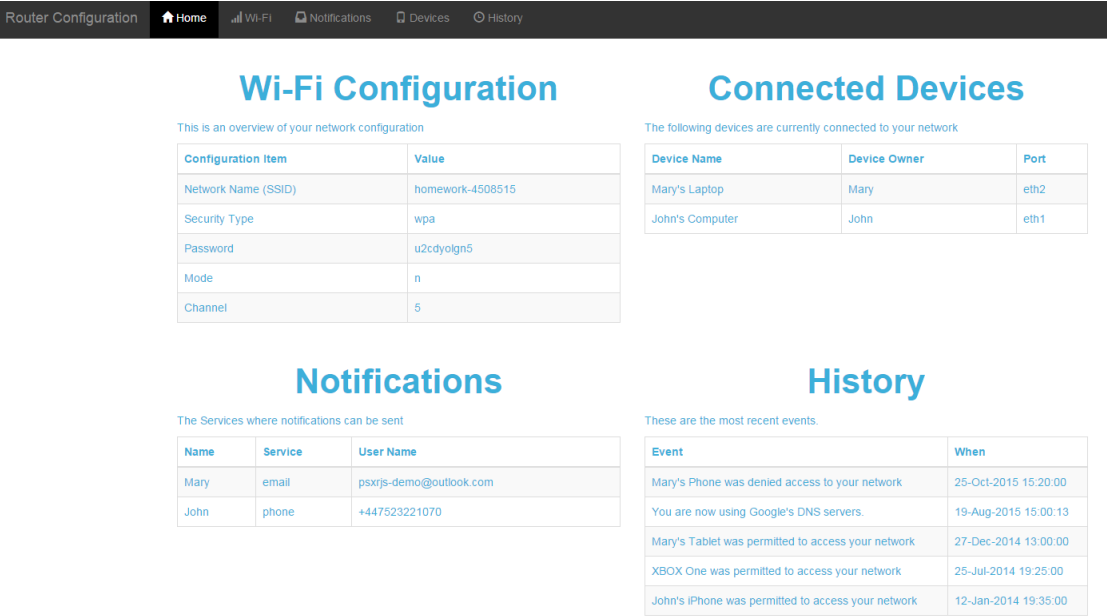 Router Configuration Home Wi-Fi Notifications Devices History
Wi-Fi Configuration
This is an overview of your network configuration
Configuration Item Value
Network Name (SSID) homework-4508515
Security Type wpa
Password u2cdyolgn5
Mode n
Channel 5
Connected Devices
The following devices are currently connected to your network
Device Name Device Owner Port
Mary's Laptop Mary eth2
John's Computer John eth1
Notifications
The Services where notifications can be sent
Name Service User Name
Mary email psxrjs-demo@outlook.com
John phone +447523221070
History
These are the most recent events.
Event When
Mary's Phone was denied access to your network 25-Oct-2015 15:20:00
You are now using Google's DNS servers. 19-Aug-2015 15:00:13
Mary's Tablet was permitted to access your network 27-Dec-2014 13:00:00
XBOX One was permitted to access your network 25-Jul-2014 19:25:00
John's iPhone was permitted to access your network 12-Jan-2014 19:35:00